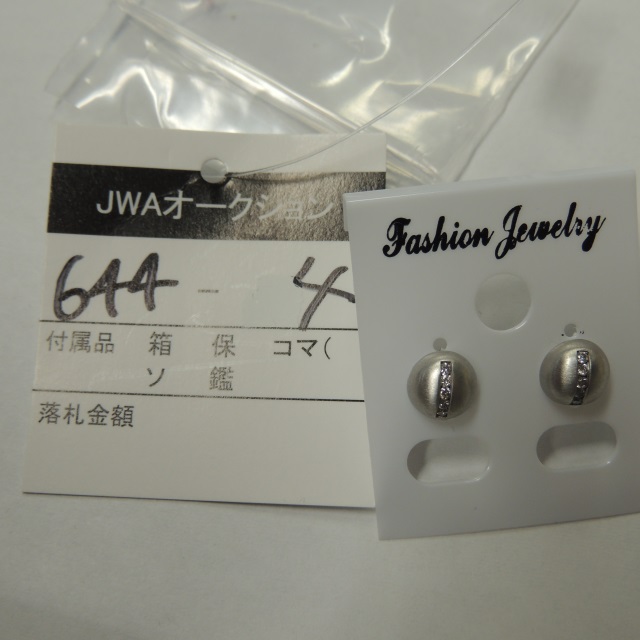 JWAオークション
644 - 4
付属品 箱 保 コマ(
ソ 鑑
落札金額
Fashion Jewelry